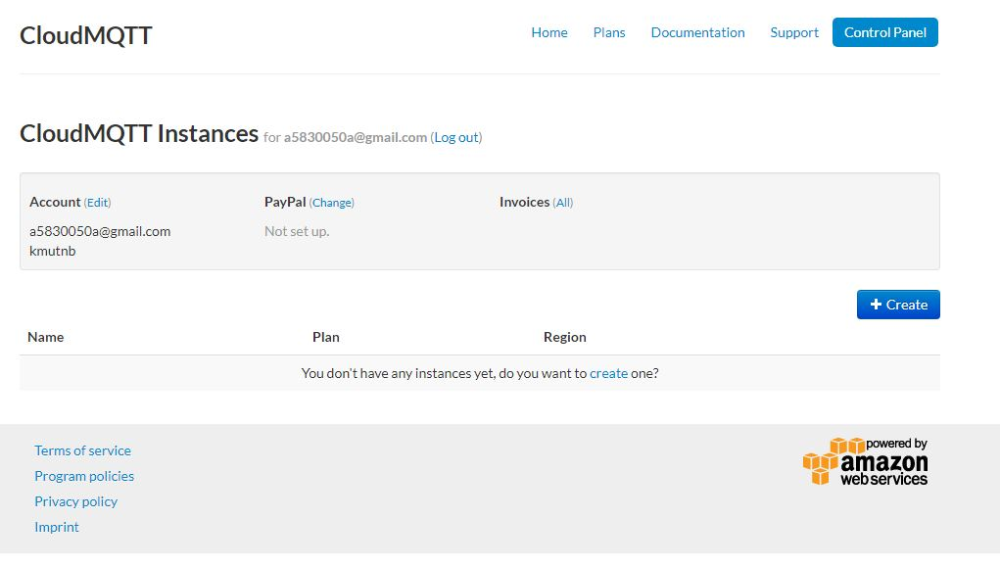 CloudMQTT
Home Plans Documentation Support Control Panel
CloudMQTT Instances for a5830050a@gmail.com (Log out)
Account (Edit) PayPal (Change) Invoices (All)
a5830050a@gmail.com Not set up.
kmutnb
+ Create
Name Plan Region
You don't have any instances yet, do you want to create one?
Terms of service
Program policies
Privacy policy
Imprint
powered by
amazon
web services